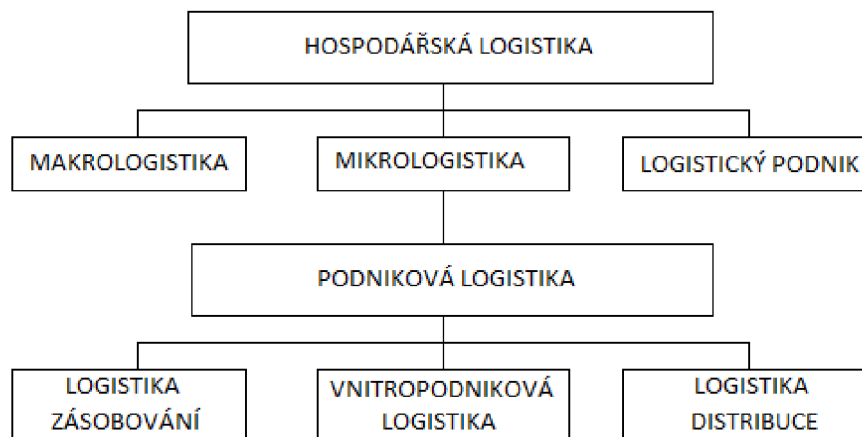 HOSPODÁŘSKÁ LOGISTIKA
MAKROLOGISTIKA
MIKROLOGISTIKA
LOGISTICKÝ PODNIK
PODNIKOVÁ LOGISTIKA
LOGISTIKA
ZÁSOBOVÁNÍ
VNITROPODNIKOVÁ
LOGISTIKA
LOGISTIKA
DISTRIBUCE